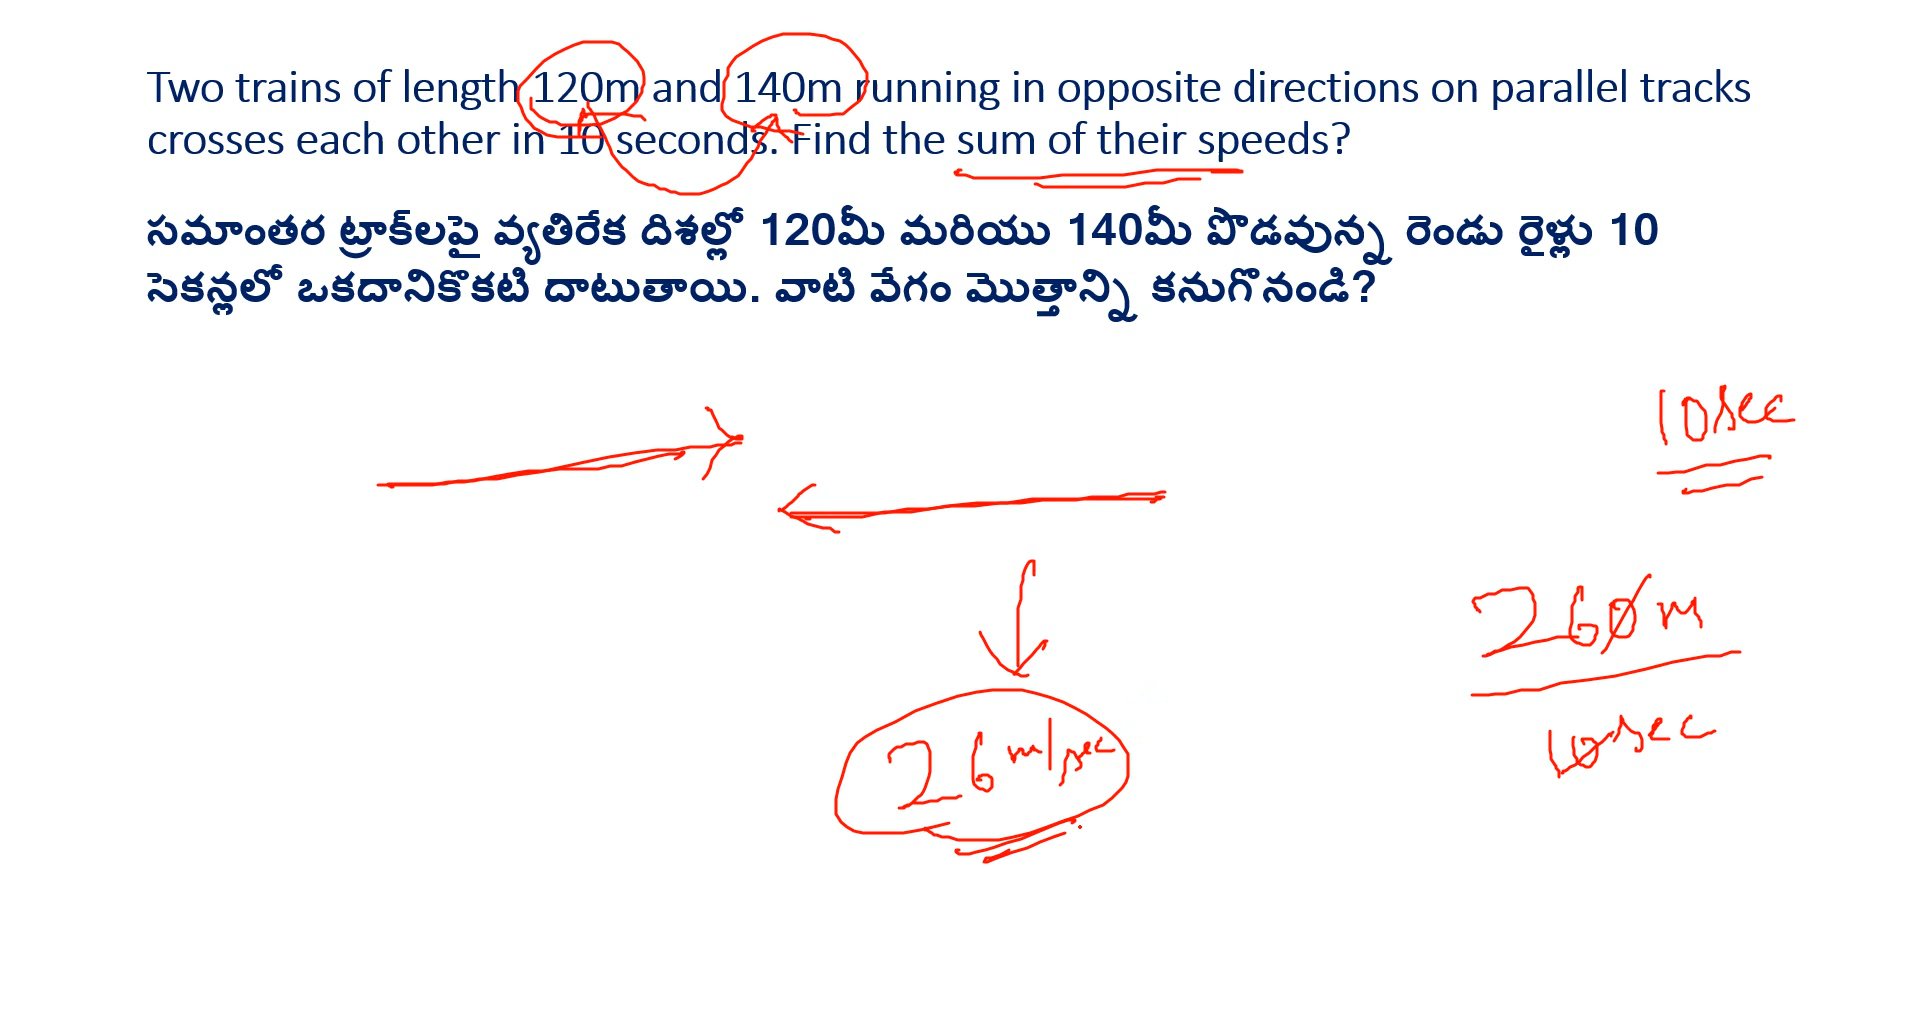 Two trains of length 120m and 140m running in opposite directions on parallel tracks
crosses each other in 10 seconds. Find the sum of their speeds?
సమాంతర ట్రాక్‌లపై వ్యతిరేక దిశల్లో 120మీ మరియు 140మీ పొడవున్న రెండు రైళ్లు 10
సెకన్లలో ఒకదానికొకటి దాటుతాయి. వాటి వేగం మొత్తాన్ని కనుగొనండి?
10sec
260m
10sec
26 m/sec